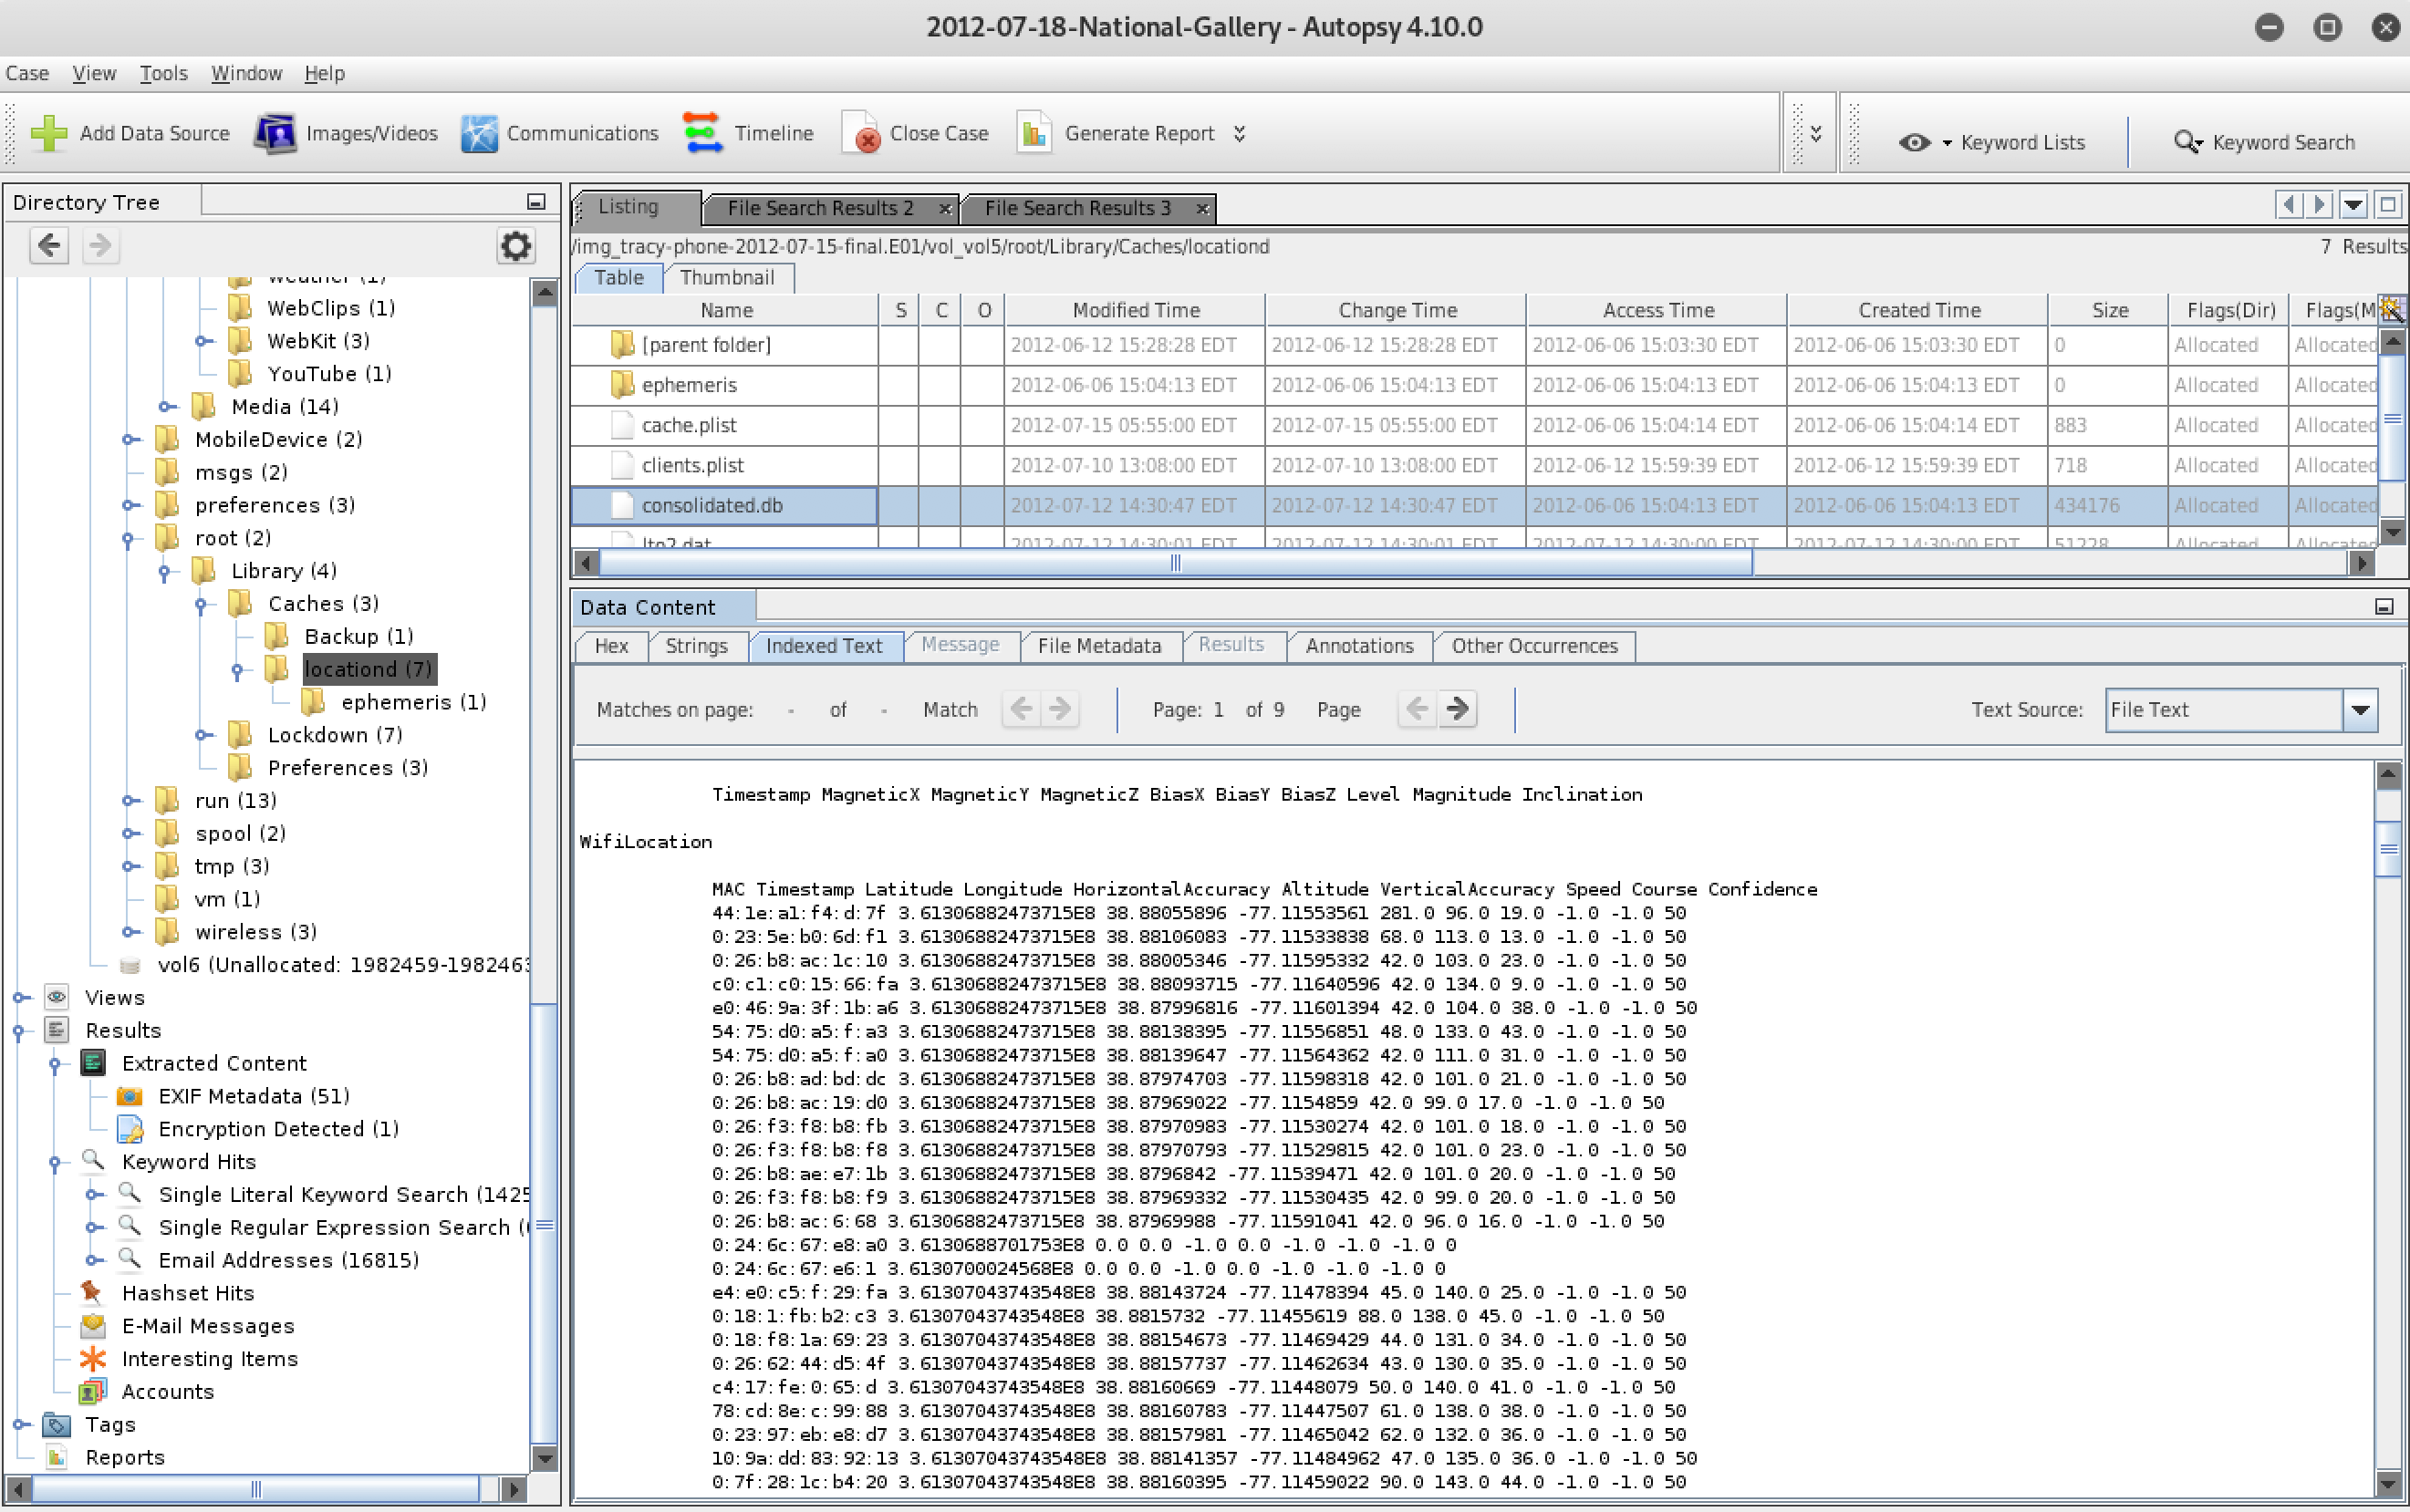 2012-07-18-National-Gallery - Autopsy 4.10.0
Case View Tools Window Help
Add Data Source Images/Videos Communications Timeline Close Case Generate Report Keyword Lists Keyword Search
Directory Tree
WebClips (1)
WebKit (3)
YouTube (1)
Media (14)
MobileDevice (2)
msgs (2)
preferences (3)
root (2)
Library (4)
Caches (3)
Backup (1)
locationd (7)
ephemeris (1)
Lockdown (7)
Preferences (3)
run (13)
spool (2)
tmp (3)
vm (1)
wireless (3)
vol6 (Unallocated: 1982459-198246
Views
Results
Extracted Content
EXIF Metadata (51)
Encryption Detected (1)
Keyword Hits
Single Literal Keyword Search (1425
Single Regular Expression Search (
Email Addresses (16815)
Hashset Hits
E-Mail Messages
Interesting Items
Accounts
Tags
Reports
Listing File Search Results 2 File Search Results 3
/img_tracy-phone-2012-07-15-final.E01/vol_vol5/root/Library/Caches/locationd 7 Results
Table Thumbnail
Name S C O Modified Time Change Time Access Time Created Time Size Flags(Dir) Flags(M
[parent folder] 2012-06-12 15:28:28 EDT 2012-06-12 15:28:28 EDT 2012-06-06 15:03:30 EDT 2012-06-06 15:03:30 EDT 0 Allocated Allocated
ephemeris 2012-06-06 15:04:13 EDT 2012-06-06 15:04:13 EDT 2012-06-06 15:04:13 EDT 2012-06-06 15:04:13 EDT 0 Allocated Allocated
cache.plist 2012-07-15 05:55:00 EDT 2012-07-15 05:55:00 EDT 2012-06-06 15:04:14 EDT 2012-06-06 15:04:14 EDT 883 Allocated Allocated
clients.plist 2012-07-10 13:08:00 EDT 2012-07-10 13:08:00 EDT 2012-06-12 15:59:39 EDT 2012-06-12 15:59:39 EDT 718 Allocated Allocated
consolidated.db 2012-07-12 14:30:47 EDT 2012-07-12 14:30:47 EDT 2012-06-06 15:04:13 EDT 2012-06-06 15:04:13 EDT 434176 Allocated Allocated
lto2.dat 2012-07-12 14:30:01 EDT 2012-07-12 14:30:01 EDT 2012-07-12 14:30:00 EDT 2012-07-12 14:30:00 EDT 51228 Allocated Allocated
Data Content
Hex Strings Indexed Text Message File Metadata Results Annotations Other Occurrences
Matches on page: - of - Match Page: 1 of 9 Page Text Source: File Text
Timestamp MagneticX MagneticY MagneticZ BiasX BiasY BiasZ Level Magnitude Inclination
WifiLocation
MAC Timestamp Latitude Longitude HorizontalAccuracy Altitude VerticalAccuracy Speed Course Confidence
44:1e:a1:f4:d:7f 3.61306882473715E8 38.88055896 -77.11553561 281.0 96.0 19.0 -1.0 -1.0 50
0:23:5e:b0:6d:f1 3.61306882473715E8 38.88106083 -77.11533838 68.0 113.0 13.0 -1.0 -1.0 50
0:26:b8:ac:1c:10 3.61306882473715E8 38.88005346 -77.11595332 42.0 103.0 23.0 -1.0 -1.0 50
c0:c1:c0:15:66:fa 3.61306882473715E8 38.88093715 -77.11640596 42.0 134.0 9.0 -1.0 -1.0 50
e0:46:9a:3f:1b:a6 3.61306882473715E8 38.87996816 -77.11601394 42.0 104.0 38.0 -1.0 -1.0 50
54:75:d0:a5:f:a3 3.61306882473715E8 38.88138395 -77.11556851 48.0 133.0 43.0 -1.0 -1.0 50
54:75:d0:a5:f:a0 3.61306882473715E8 38.88139647 -77.11564362 42.0 111.0 31.0 -1.0 -1.0 50
0:26:b8:ad:bd:dc 3.61306882473715E8 38.87974703 -77.11598318 42.0 101.0 21.0 -1.0 -1.0 50
0:26:b8:ac:19:d0 3.61306882473715E8 38.87969022 -77.1154859 42.0 99.0 17.0 -1.0 -1.0 50
0:26:f3:f8:b8:fb 3.61306882473715E8 38.87970983 -77.11530274 42.0 101.0 18.0 -1.0 -1.0 50
0:26:f3:f8:b8:f8 3.61306882473715E8 38.87970793 -77.11529815 42.0 101.0 23.0 -1.0 -1.0 50
0:26:b8:ae:e7:1b 3.61306882473715E8 38.8796842 -77.11539471 42.0 101.0 20.0 -1.0 -1.0 50
0:26:f3:f8:b8:f9 3.61306882473715E8 38.87969332 -77.11530435 42.0 99.0 20.0 -1.0 -1.0 50
0:26:b8:ac:6:68 3.61306882473715E8 38.87969988 -77.11591041 42.0 96.0 16.0 -1.0 -1.0 50
0:24:6c:67:e8:a0 3.6130688701753E8 0.0 0.0 -1.0 0.0 -1.0 -1.0 -1.0 0
0:24:6c:67:e6:1 3.6130700024568E8 0.0 0.0 -1.0 0.0 -1.0 -1.0 -1.0 0
e4:e0:c5:f:29:fa 3.61307043743548E8 38.88143724 -77.11478394 45.0 140.0 25.0 -1.0 -1.0 50
0:18:1:fb:b2:c3 3.61307043743548E8 38.8815732 -77.11455619 88.0 138.0 45.0 -1.0 -1.0 50
0:18:f8:1a:69:23 3.61307043743548E8 38.88154673 -77.11469429 44.0 131.0 34.0 -1.0 -1.0 50
0:26:62:44:d5:4f 3.61307043743548E8 38.88157737 -77.11462634 43.0 130.0 35.0 -1.0 -1.0 50
c4:17:fe:0:65:d 3.61307043743548E8 38.88160669 -77.11448079 50.0 140.0 41.0 -1.0 -1.0 50
78:cd:8e:c:99:88 3.61307043743548E8 38.88160783 -77.11447507 61.0 138.0 38.0 -1.0 -1.0 50
0:23:97:eb:e8:d7 3.61307043743548E8 38.88157981 -77.11465042 62.0 132.0 36.0 -1.0 -1.0 50
10:9a:dd:83:92:13 3.61307043743548E8 38.88141357 -77.11484962 47.0 135.0 36.0 -1.0 -1.0 50
0:7f:28:1c:b4:20 3.61307043743548E8 38.88160395 -77.11459022 90.0 143.0 44.0 -1.0 -1.0 50